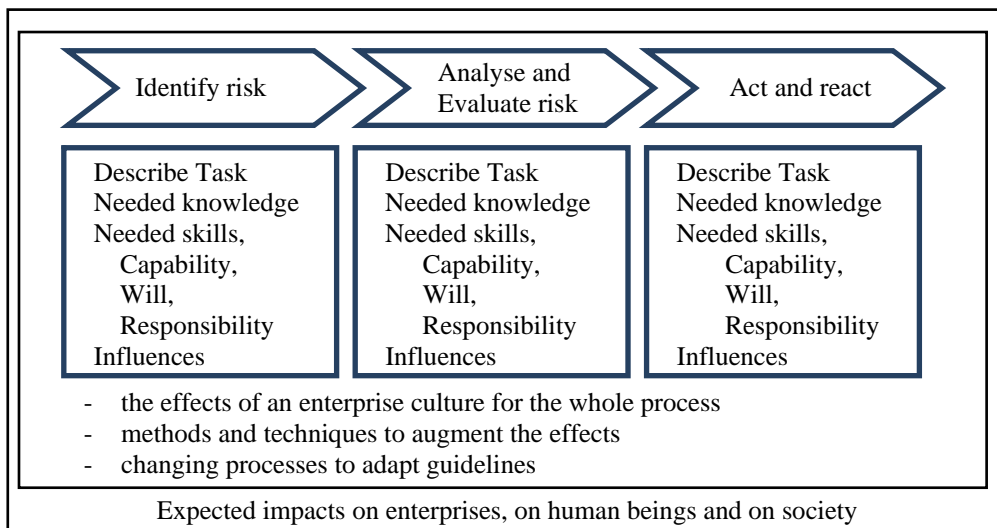 Identify risk
Analyse and
Evaluate risk
Act and react
Describe Task
Needed knowledge
Needed skills,
Capability,
Will,
Responsibility
Influences
Describe Task
Needed knowledge
Needed skills,
Capability,
Will,
Responsibility
Influences
Describe Task
Needed knowledge
Needed skills,
Capability,
Will,
Responsibility
Influences
- the effects of an enterprise culture for the whole process
- methods and techniques to augment the effects
- changing processes to adapt guidelines
Expected impacts on enterprises, on human beings and on society